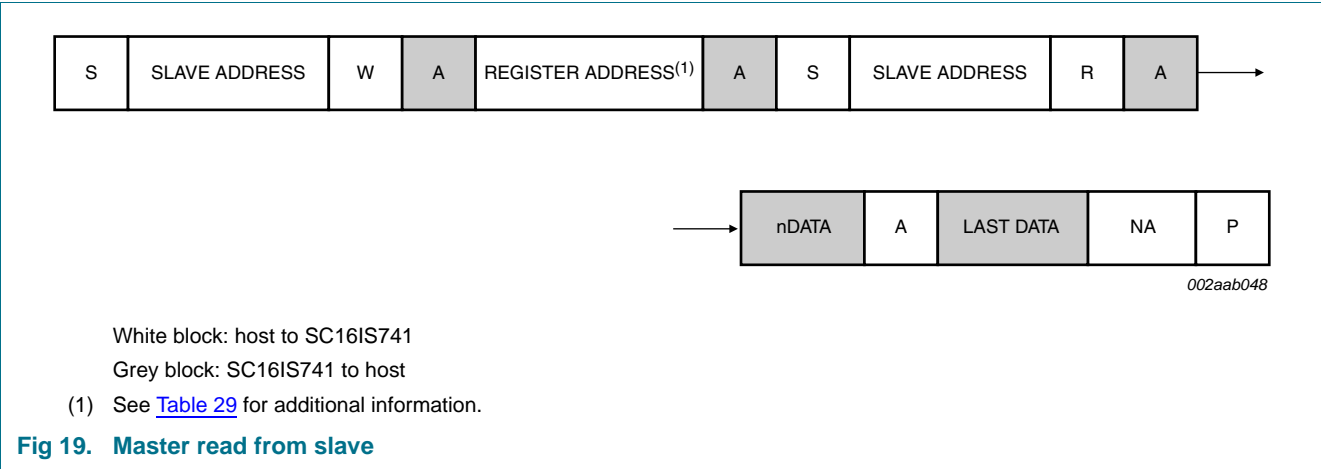 S SLAVE ADDRESS W A REGISTER ADDRESS(1) A S SLAVE ADDRESS R A
nDATA A LAST DATA NA P
002aab048
White block: host to SC16IS741
Grey block: SC16IS741 to host
(1) See Table 29 for additional information.
Fig 19. Master read from slave